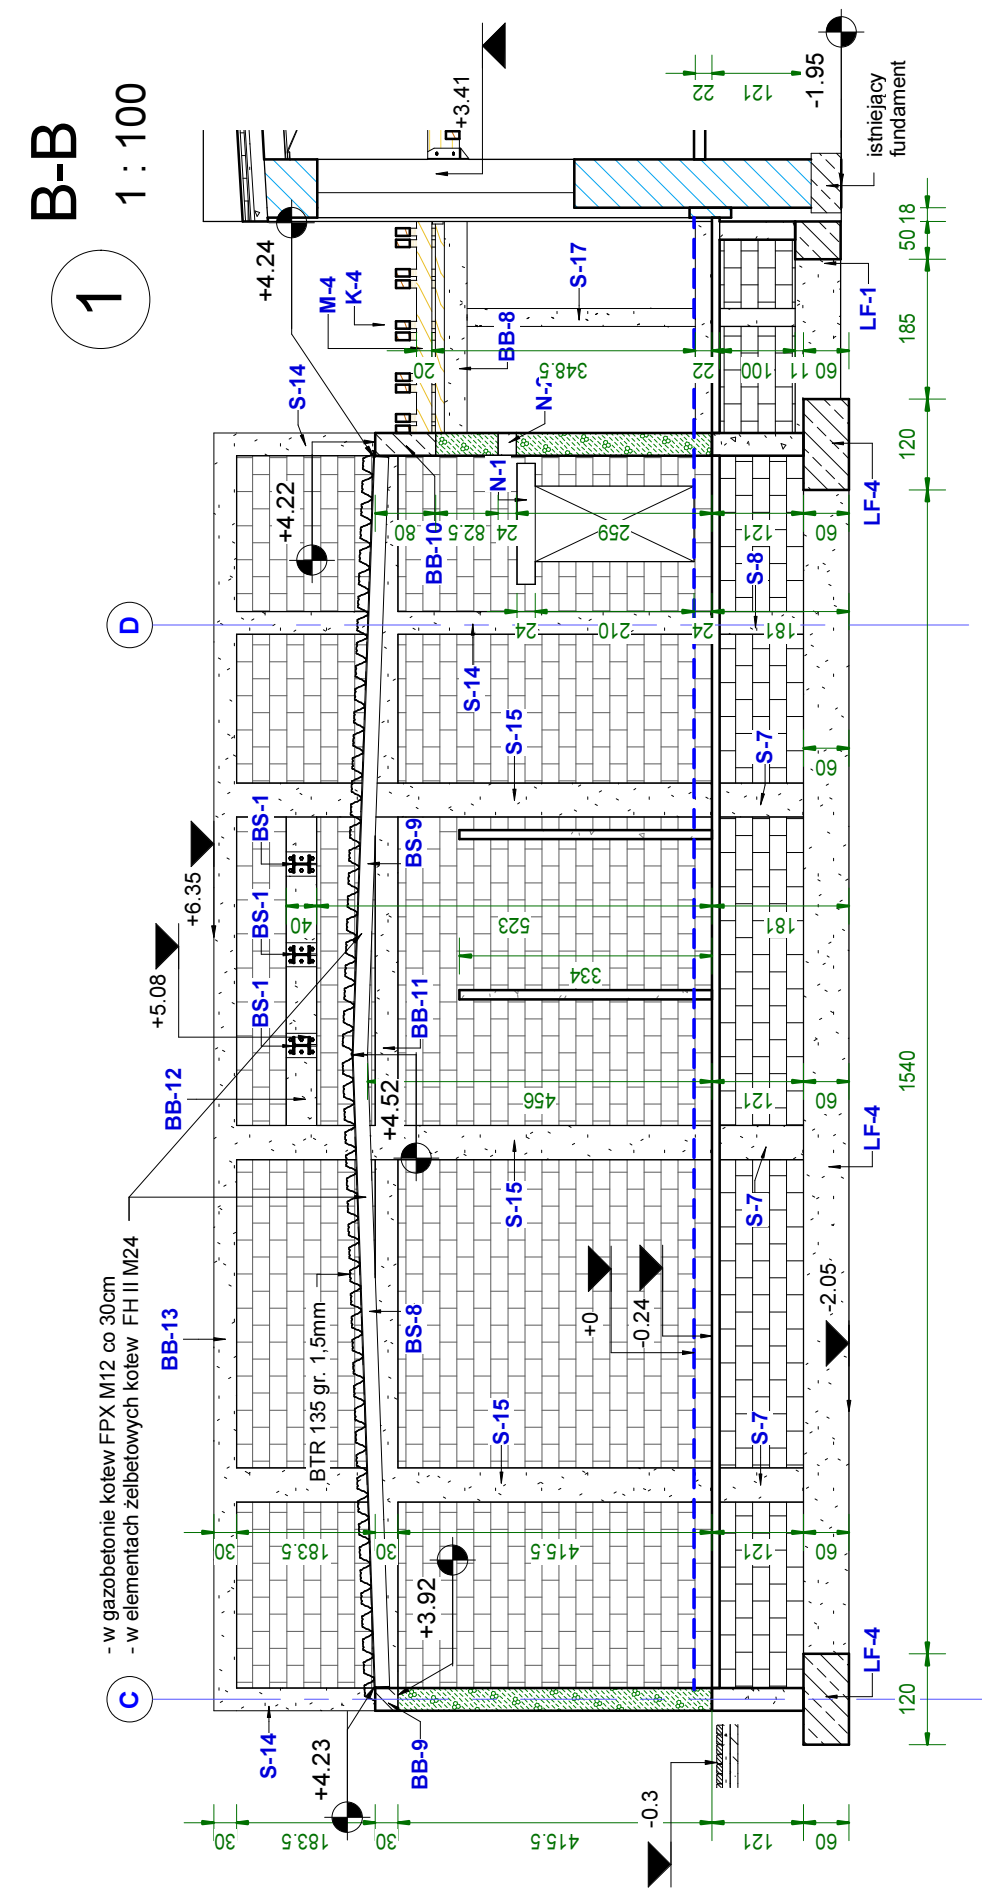 B-B
1 : 100
1
+3.41
22
121
-1.95
istniejący
fundament
+4.24
M-4
K-4
S-17
BB-8
20
348.5
22
100
11
60
LF-1
18
50
185
S-14
+4.22
N-1
BB-10
80
82.5
24
259
121
60
LF-4
120
D
24
210
24
181
S-8
S-14
S-15
S-7
60
BS-1
BS-1
BS-1
+6.35
+5.08
40
523
181
BS-9
334
BB-11
BB-12
+4.52
456
121
60
1540
LF-4
S-15
S-7
- w gazobetonie kotew FPX M12 co 30cm
- w elementach żelbetowych kotew FH II M24
BB-13
BTR 135 gr. 1,5mm
BS-8
+0
-0.24
-2.05
S-15
S-7
30
183.5
30
415.5
121
60
+3.92
C
S-14
+4.23
BB-9
LF-4
120
-0.3
30
183.5
30
415.5
121
60